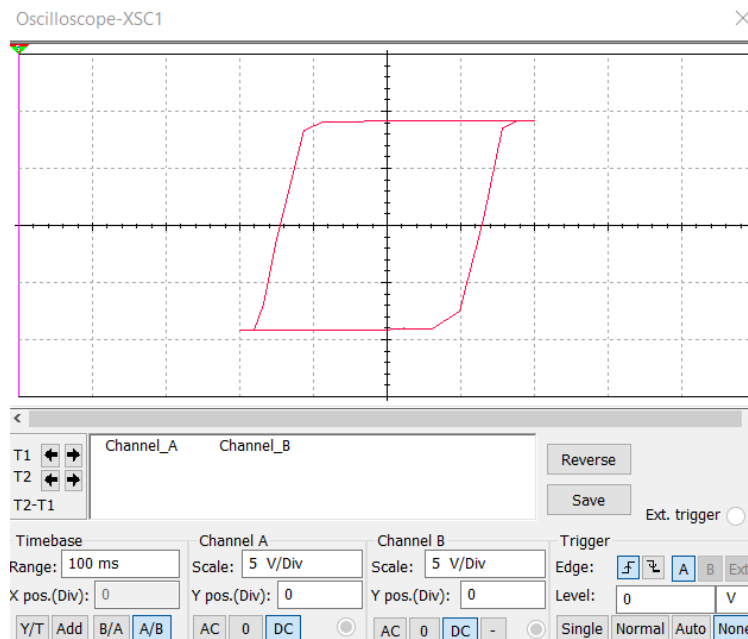 Oscilloscope-XSC1
T1
T2
T2-T1
Channel_A Channel_B
Reverse
Save
Ext. trigger
Timebase
Range: 100 ms
X pos.(Div): 0
Y/T Add B/A A/B
Channel A
Scale: 5 V/Div
Y pos.(Div): 0
AC 0 DC
Channel B
Scale: 5 V/Div
Y pos.(Div): 0
AC 0 DC -
Trigger
Edge: A B Ext
Level: 0 V
Single Normal Auto None